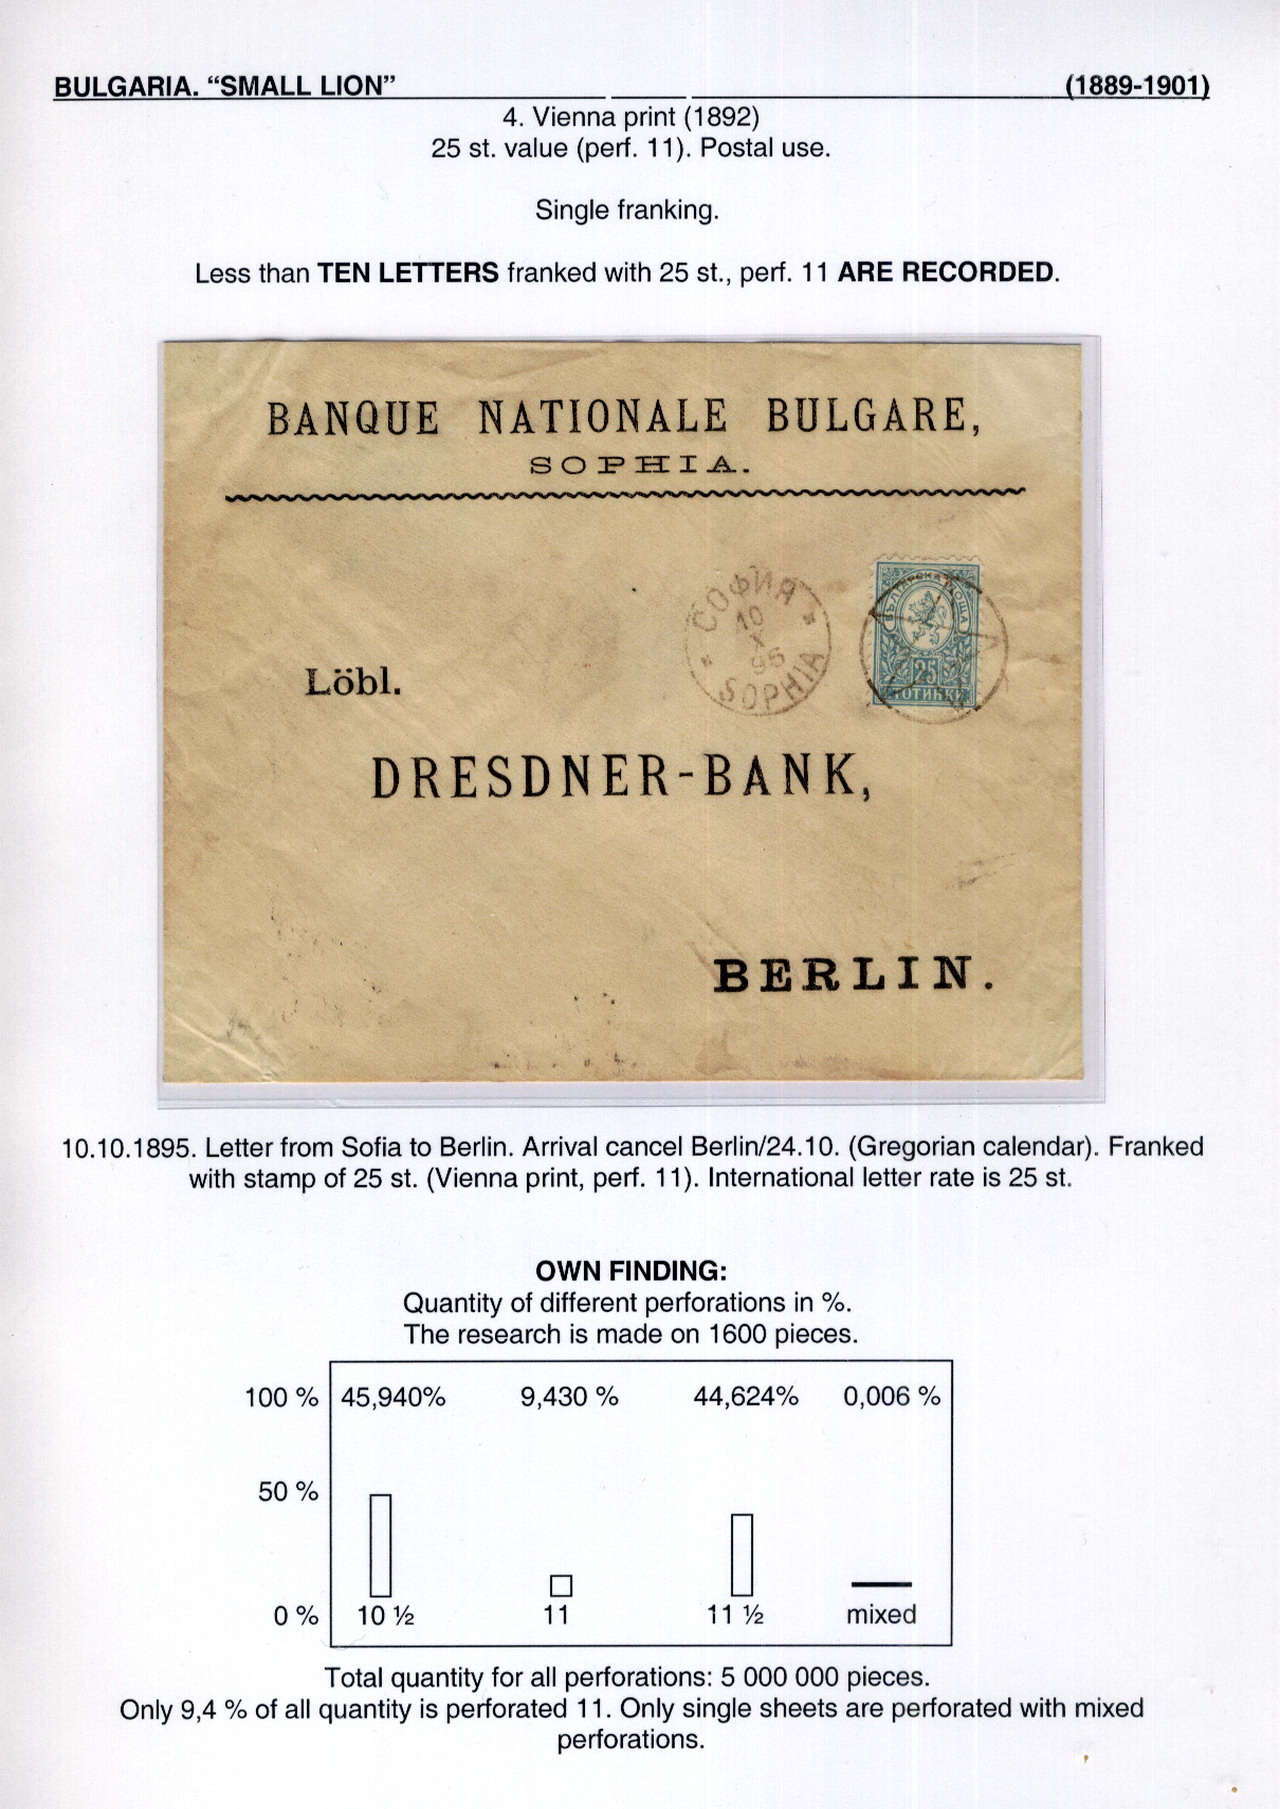 BULGARIA. “SMALL LION” (1889-1901)
4. Vienna print (1892)
25 st. value (perf. 11). Postal use.
Single franking.
Less than TEN LETTERS franked with 25 st., perf. 11 ARE RECORDED.
BANQUE NATIONALE BULGARE,
SOPHIA.
СОФИЯ
10
X
95
SOPHIA
БЪЛГАРСКА ПОЩА
25
СТОТИНКИ
Löbl.
DRESDNER-BANK,
BERLIN.
10.10.1895. Letter from Sofia to Berlin. Arrival cancel Berlin/24.10. (Gregorian calendar). Franked
with stamp of 25 st. (Vienna print, perf. 11). International letter rate is 25 st.
OWN FINDING:
Quantity of different perforations in %.
The research is made on 1600 pieces.
100 % 45,940% 9,430 % 44,624% 0,006 %
50 %
0 % 10 ½ 11 11 ½ mixed
Total quantity for all perforations: 5 000 000 pieces.
Only 9,4 % of all quantity is perforated 11. Only single sheets are perforated with mixed
perforations.